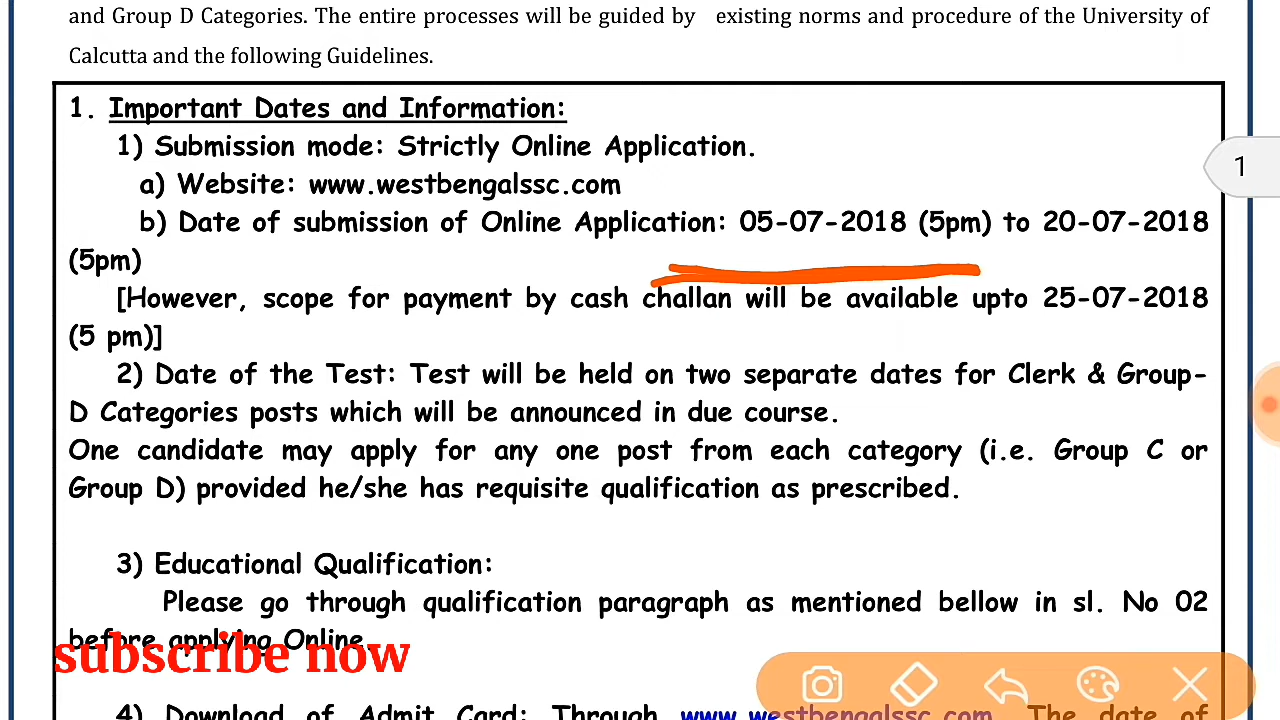 and Group D Categories. The entire processes will be guided by existing norms and procedure of the University of
Calcutta and the following Guidelines.
1. Important Dates and Information:
1) Submission mode: Strictly Online Application.
a) Website: www.westbengalssc.com
b) Date of submission of Online Application: 05-07-2018 (5pm) to 20-07-2018
(5pm)
[However, scope for payment by cash challan will be available upto 25-07-2018
(5 pm)]
2) Date of the Test: Test will be held on two separate dates for Clerk & Group-
D Categories posts which will be announced in due course.
One candidate may apply for any one post from each category (i.e. Group C or
Group D) provided he/she has requisite qualification as prescribed.
3) Educational Qualification:
Please go through qualification paragraph as mentioned bellow in sl. No 02
before applying Online.
subscribe now
4) Download of Admit Card: Through www.westbengalssc.com The date of
1